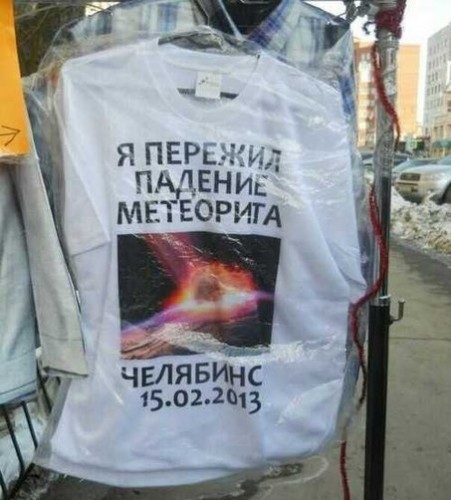 Я ПЕРЕЖИЛ
ПАДЕНИЕ
МЕТЕОРИТА
ЧЕЛЯБИНС
15.02.2013